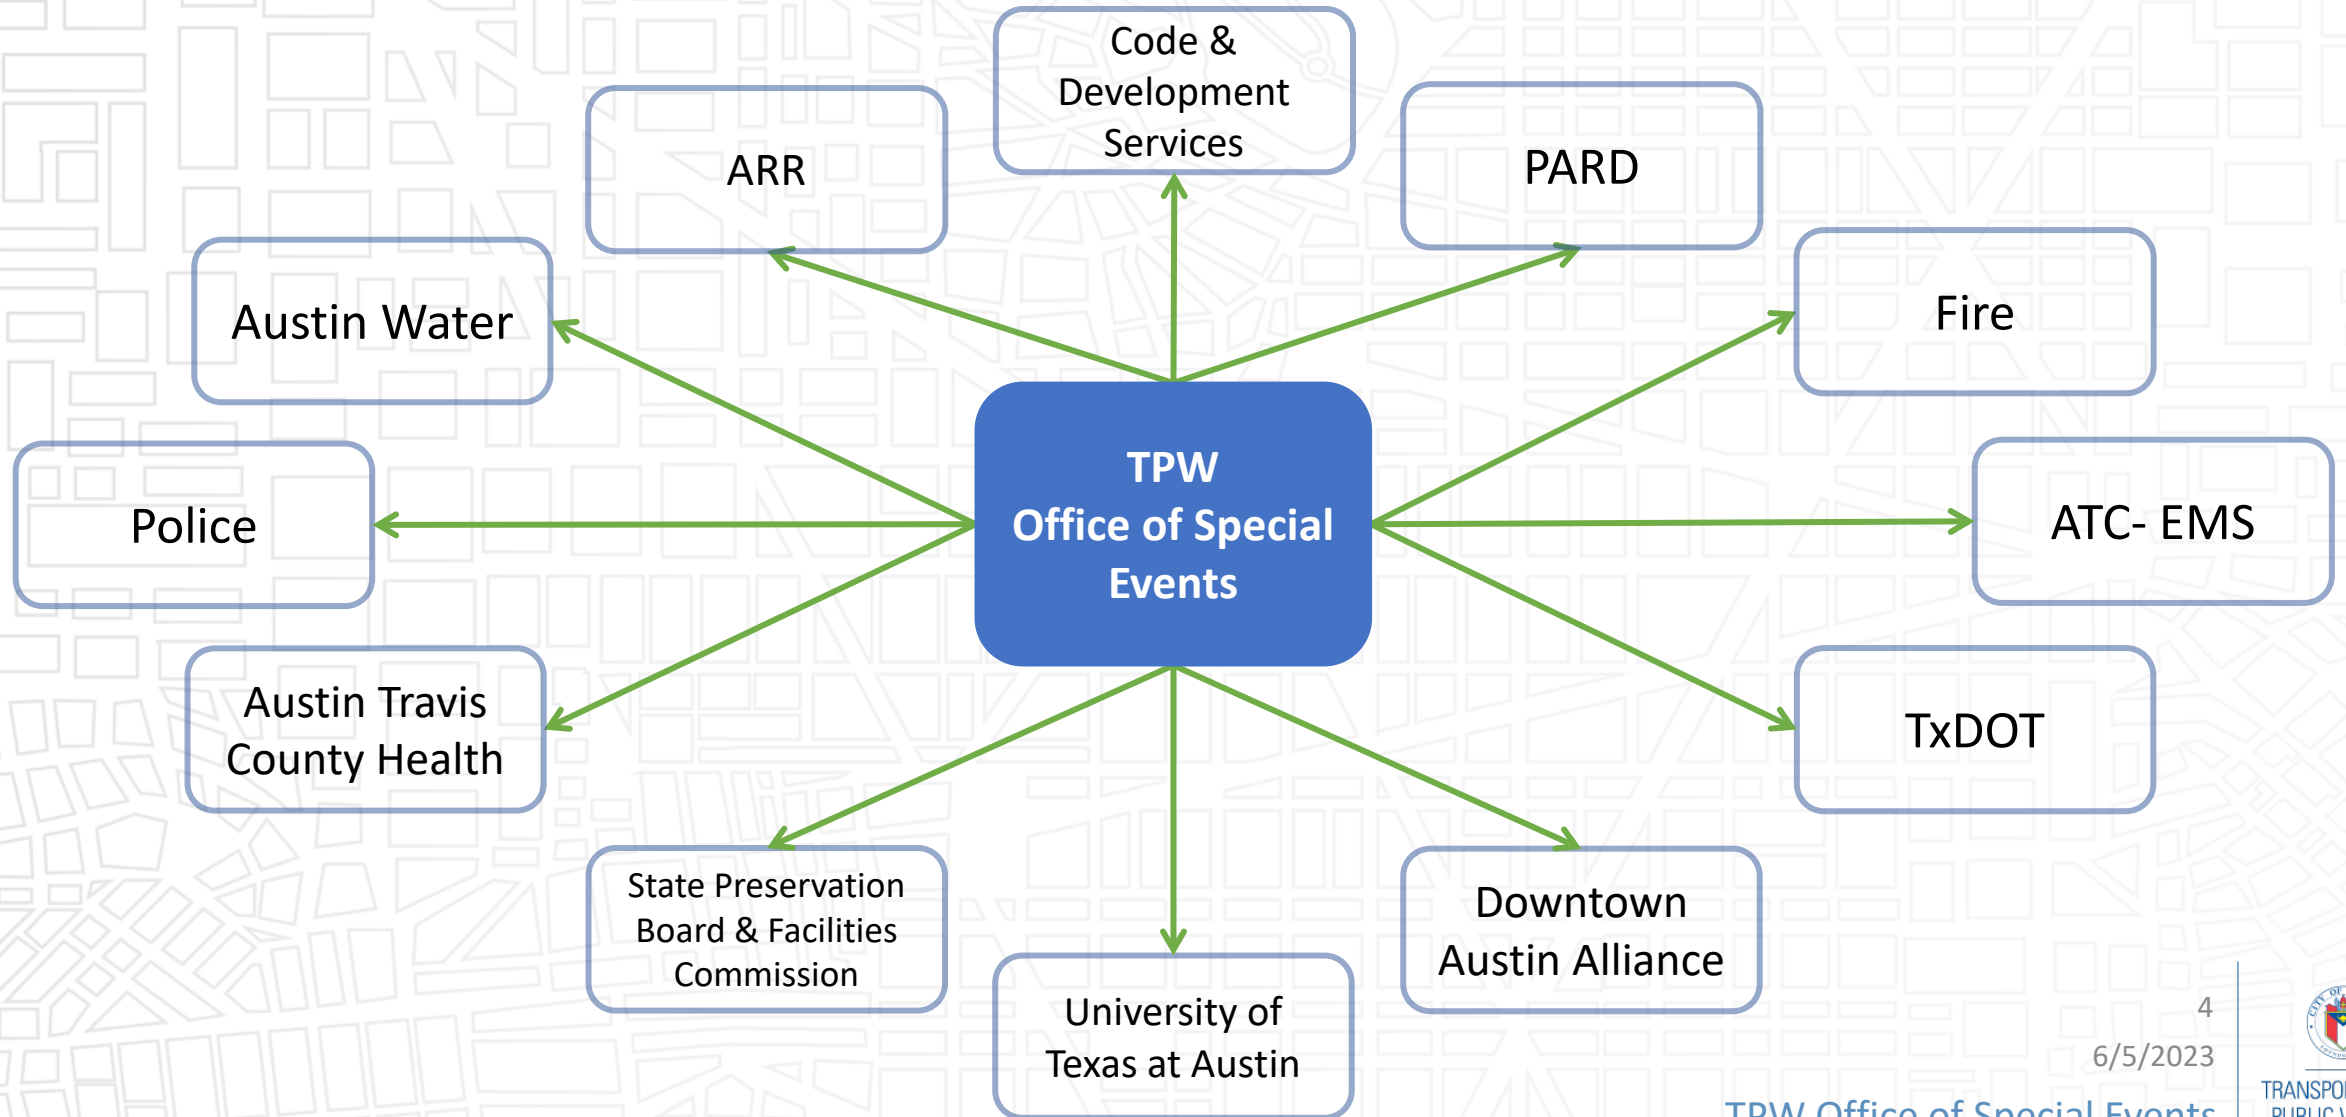 Code &
Development
Services
ARR
PARD
Austin Water
Fire
TPW
Office of Special
Events
Police
ATC- EMS
Austin Travis
County Health
TxDOT
State Preservation
Board & Facilities
Commission
Downtown
Austin Alliance
University of
Texas at Austin
4
6/5/2023
TPW Office of Special Events
CITY OF